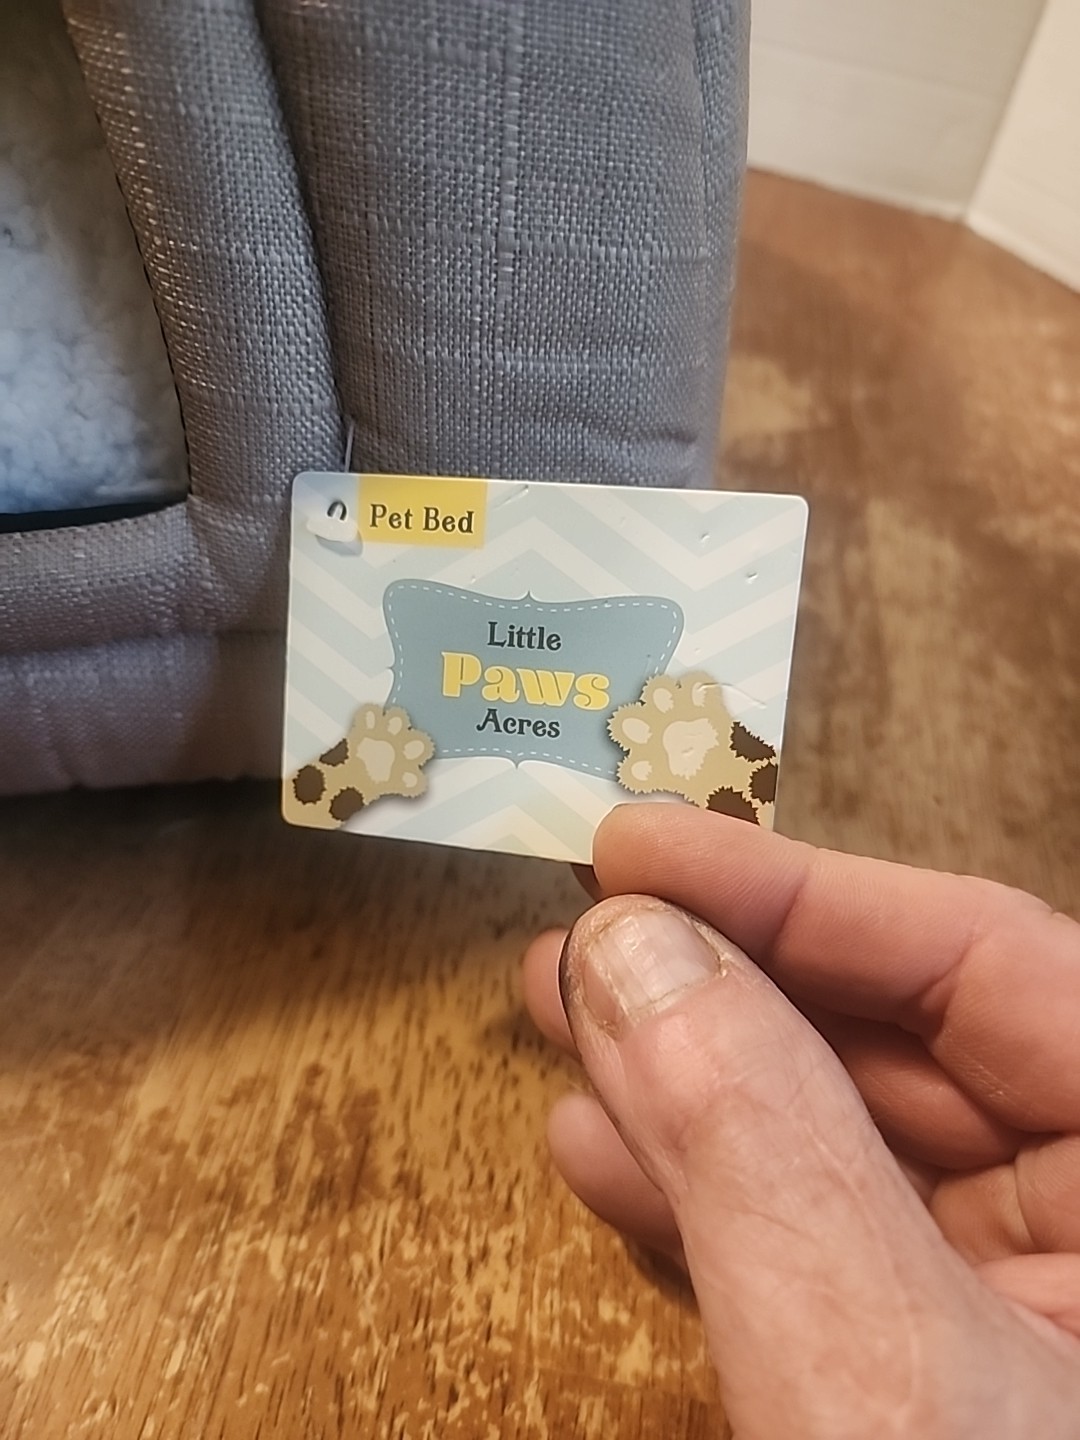 Pet Bed
Little
Paws
Acres